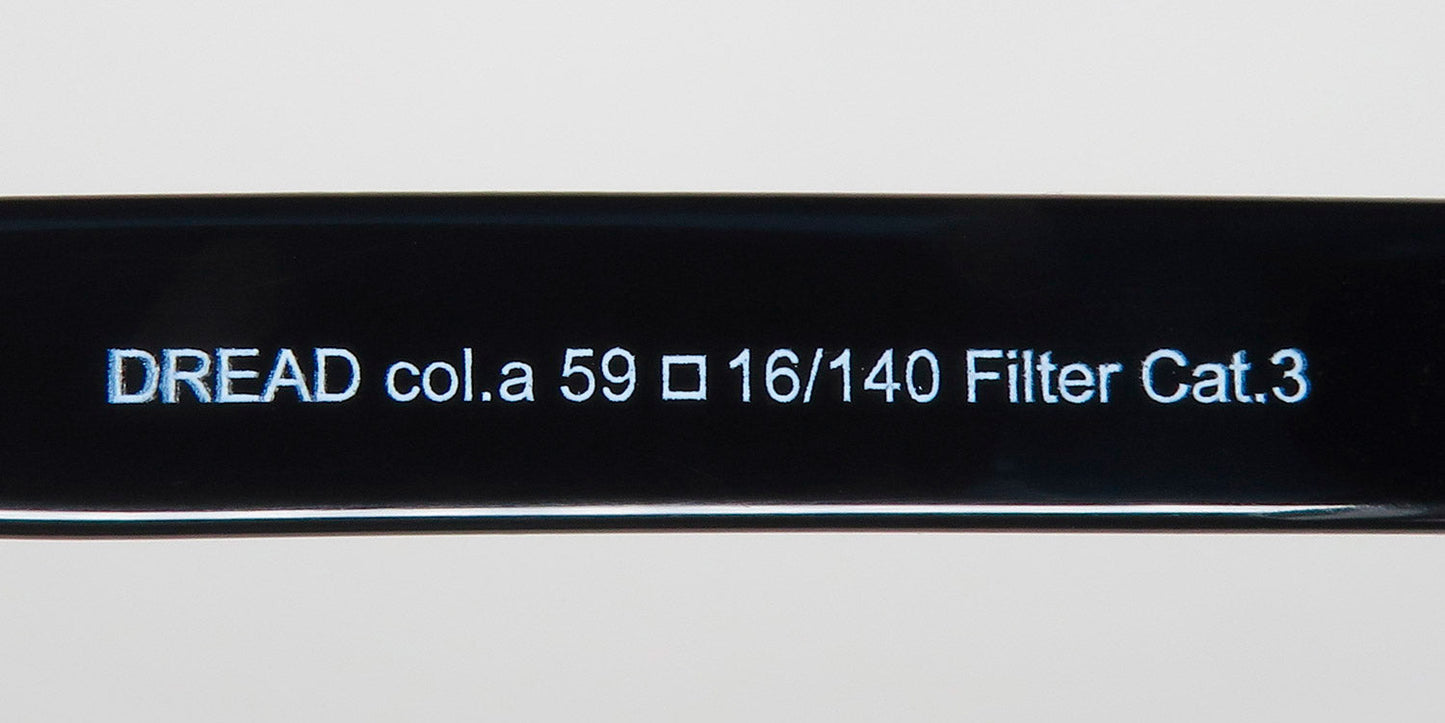 DREAD col.a 59 □ 16/140 Filter Cat.3